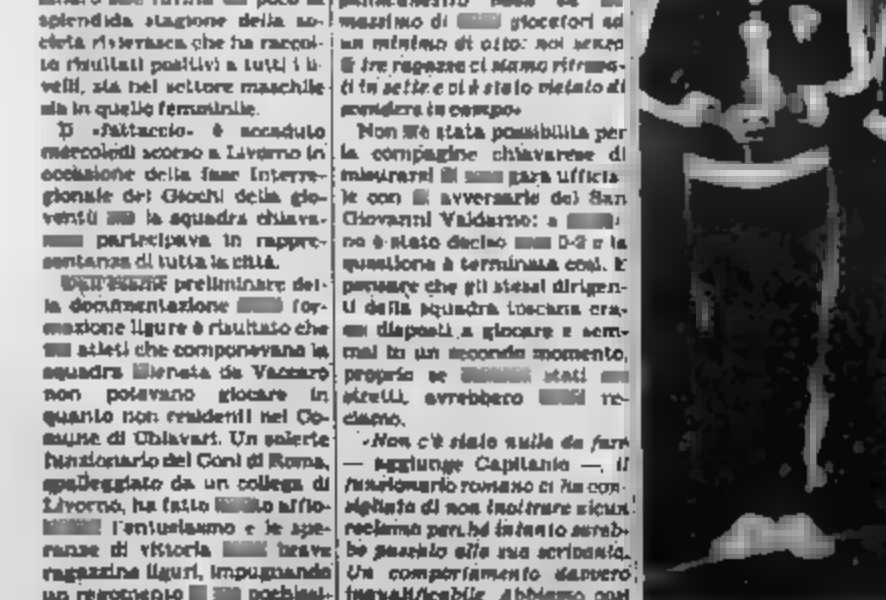 splendida stagione della so-
cietà rivierasca che ha raccol-
to risultati positivi a tutti i li-
velli, sia nel settore maschile
sia in quello femminile.
Il «fattaccio» è accaduto
mercoledì scorso a Livorno in
occasione della fase interre-
gionale dei Giochi della gio-
ventù la squadra chiava-
partecipava in rappre-
sentanza di tutta la città.
Dall'esame preliminare del-
la documentazione for-
mazione ligure è risultato che
atleti che componevano la
squadra da Vaccaro
non potevano giocare in
quanto non residenti nel Co-
mune di Chiavari. Un solerte
funzionario del Coni di Roma,
spalleggiato da un collega di
Livorno, ha fatto
l'entusiasmo e le spe-
ranze di vittoria brave
ragazzine liguri, impugnando
un regolamento
massimo di giocatori ed
un minimo di otto: noi senza
le tre ragazze ci siamo ritrova-
ti in sette e ci è stato vietato di
scendere in campo»
Non è stata possibilità per
la compagine chiavarese di
misurarsi gara ufficia-
le con avversarie del San
Giovanni Valdarno: a
no è stato deciso 0-2 e la
questione è terminata così. E
pensare che gli stessi dirigen-
ti della squadra toscana era-
disposti a giocare e sem-
mai in un secondo momento,
proprio se stati
stretti, avrebbero re-
clamo.
«Non c'è stato nulla da fare
— aggiunge Capitanio —, il
funzionario romano ci ha con-
sigliato di non inoltrare alcun
reclamo perché intanto sareb-
be passato alla sua scrivania.
Un comportamento davvero
inqualificabile. Abbiamo così